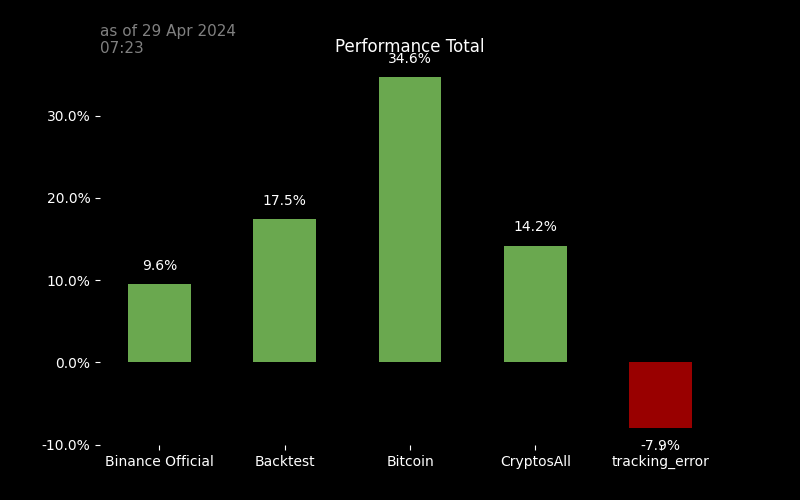 as of 29 Apr 2024
07:23
Performance Total
34.6%
30.0%
17.5%
20.0%
14.2%
9.6%
10.0%
0.0%
-10.0%
-7.9%
Binance Official
Backtest
Bitcoin
CryptosAll
tracking_error